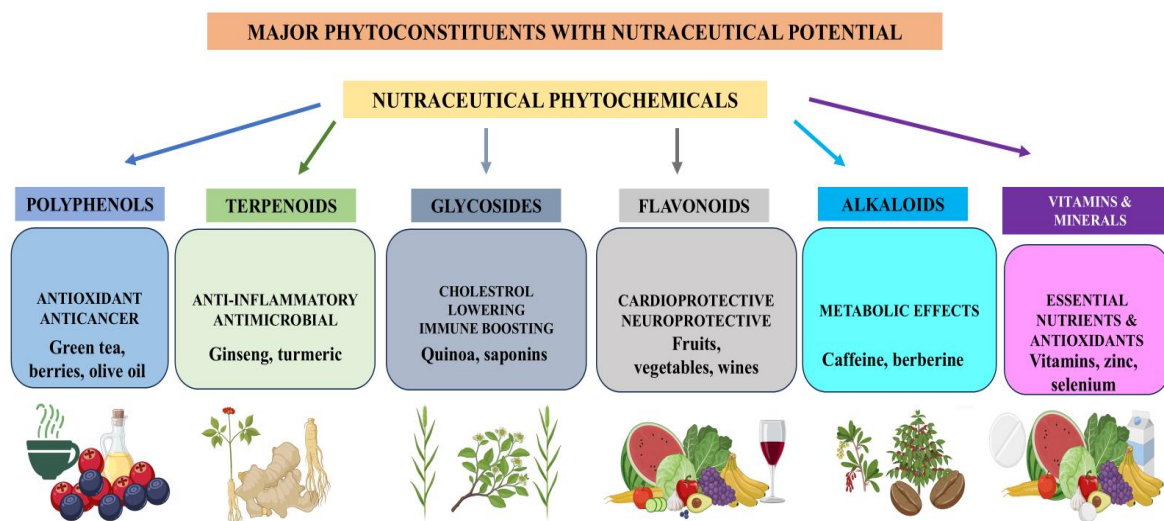 MAJOR PHYTOCONSTITUENTS WITH NUTRACEUTICAL POTENTIAL
NUTRACEUTICAL PHYTOCHEMICALS
POLYPHENOLS
ANTIOXIDANT
ANTICANCER
Green tea,
berries, olive oil
TERPENOIDS
ANTI-INFLAMMATORY
ANTIMICROBIAL
Ginseng, turmeric
GLYCOSIDES
CHOLESTROL
LOWERING
IMMUNE BOOSTING
Quinoa, saponins
FLAVONOIDS
CARDIOPROTECTIVE
NEUROPROTECTIVE
Fruits,
vegetables, wines
ALKALOIDS
METABOLIC EFFECTS
Caffeine, berberine
VITAMINS &
MINERALS
ESSENTIAL
NUTRIENTS &
ANTIOXIDANTS
Vitamins, zinc,
selenium